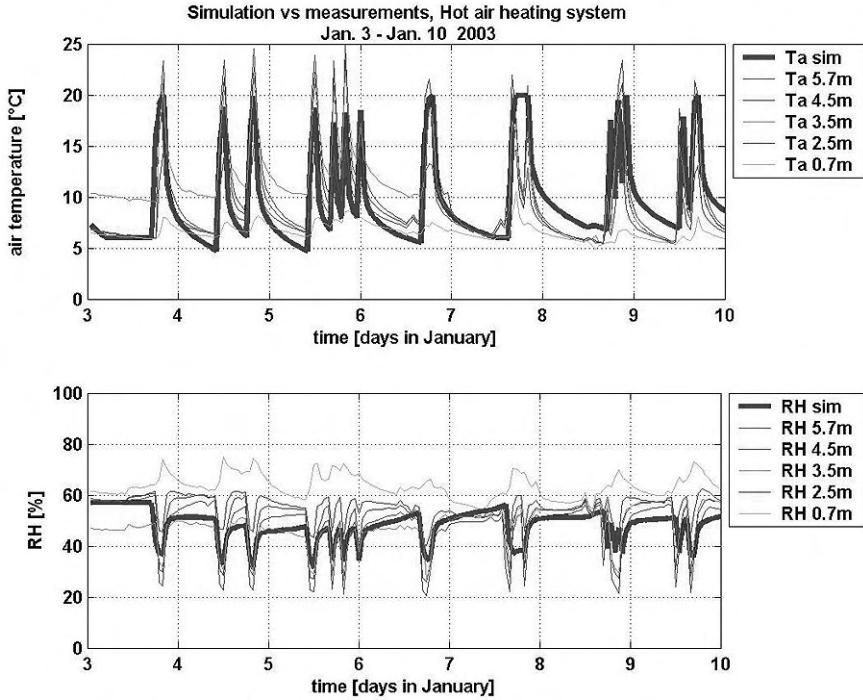 Simulation vs measurements, Hot air heating system
Jan. 3 - Jan. 10 2003
air temperature [°C]
25
20
15
10
5
0
3 4 5 6 7 8 9 10
time [days in January]
Ta sim
Ta 5.7m
Ta 4.5m
Ta 3.5m
Ta 2.5m
Ta 0.7m
RH [%]
100
80
60
40
20
0
3 4 5 6 7 8 9 10
time [days in January]
RH sim
RH 5.7m
RH 4.5m
RH 3.5m
RH 2.5m
RH 0.7m